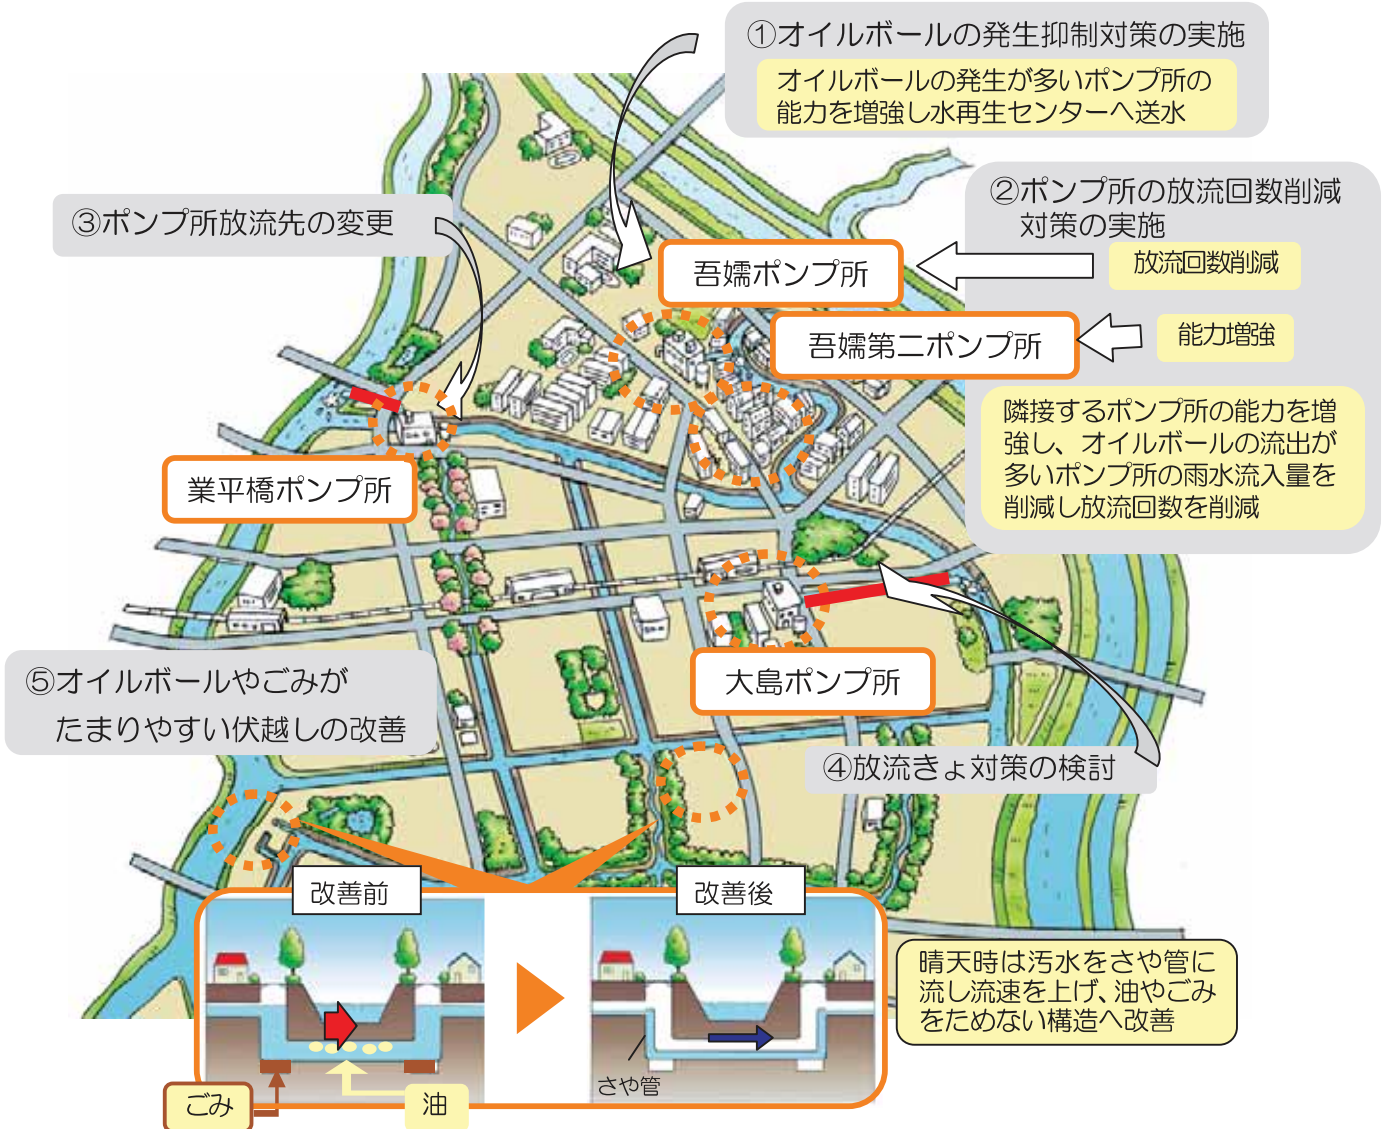 ①オイルボールの発生抑制対策の実施
オイルボールの発生が多いポンプ所の
能力を増強し水再生センターへ送水
②ポンプ所の放流回数削減
対策の実施
放流回数削減
能力増強
隣接するポンプ所の能力を増
強し、オイルボールの流出が
多いポンプ所の雨水流入量を
削減し放流回数を削減
③ポンプ所放流先の変更
吾嬬ポンプ所
吾嬬第二ポンプ所
業平橋ポンプ所
大島ポンプ所
④放流きょ対策の検討
⑤オイルボールやごみが
たまりやすい伏越しの改善
改善前
改善後
ごみ
油
さや管
晴天時は汚水をさや管に
流し流速を上げ、油やごみ
をためない構造へ改善